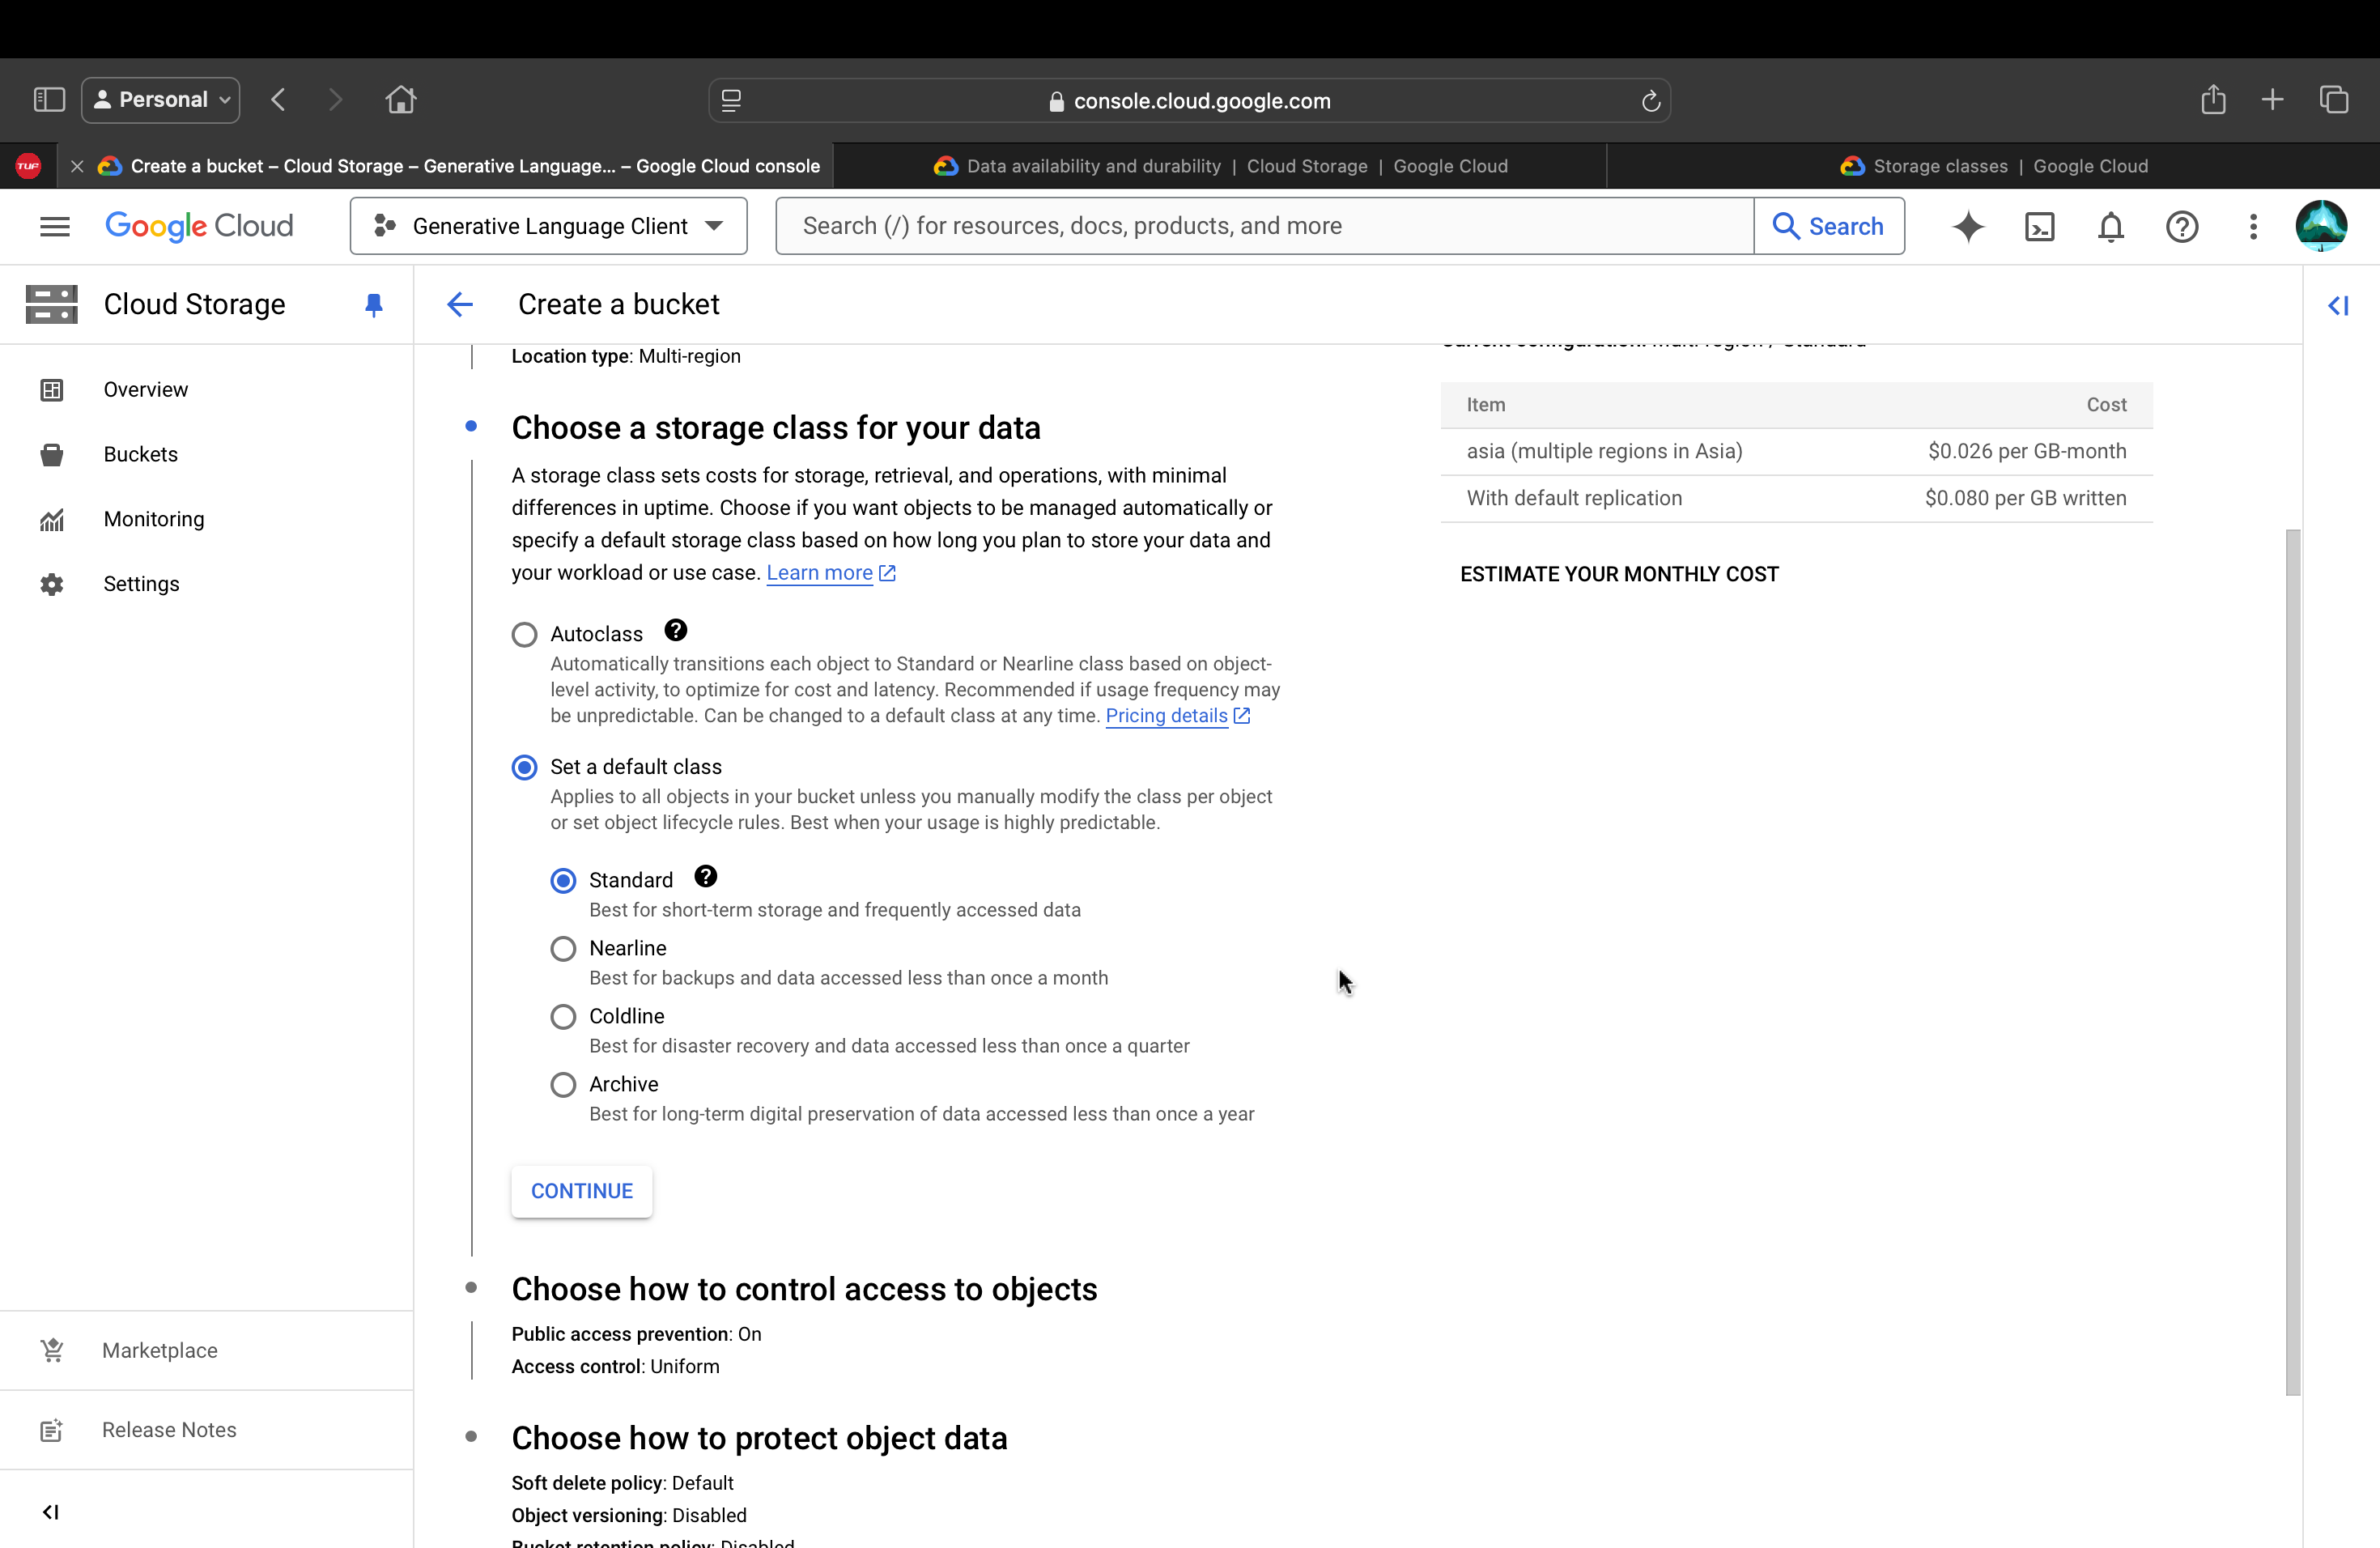 Personal
console.cloud.google.com
TUF
Create a bucket – Cloud Storage – Generative Language... – Google Cloud console
Data availability and durability | Cloud Storage | Google Cloud
Storage classes | Google Cloud
Google Cloud
Generative Language Client
Search (/) for resources, docs, products, and more
Search
Cloud Storage
Overview
Buckets
Monitoring
Settings
Marketplace
Release Notes
Create a bucket
Location type: Multi-region
Choose a storage class for your data
A storage class sets costs for storage, retrieval, and operations, with minimal
differences in uptime. Choose if you want objects to be managed automatically or
specify a default storage class based on how long you plan to store your data and
your workload or use case. Learn more
Autoclass
Automatically transitions each object to Standard or Nearline class based on object-
level activity, to optimize for cost and latency. Recommended if usage frequency may
be unpredictable. Can be changed to a default class at any time. Pricing details
Set a default class
Applies to all objects in your bucket unless you manually modify the class per object
or set object lifecycle rules. Best when your usage is highly predictable.
Standard
Best for short-term storage and frequently accessed data
Nearline
Best for backups and data accessed less than once a month
Coldline
Best for disaster recovery and data accessed less than once a quarter
Archive
Best for long-term digital preservation of data accessed less than once a year
CONTINUE
Choose how to control access to objects
Public access prevention: On
Access control: Uniform
Choose how to protect object data
Soft delete policy: Default
Object versioning: Disabled
Bucket retention policy: Disabled
Current configuration: Multi-region / Standard
Item Cost
asia (multiple regions in Asia) $0.026 per GB-month
With default replication $0.080 per GB written
ESTIMATE YOUR MONTHLY COST